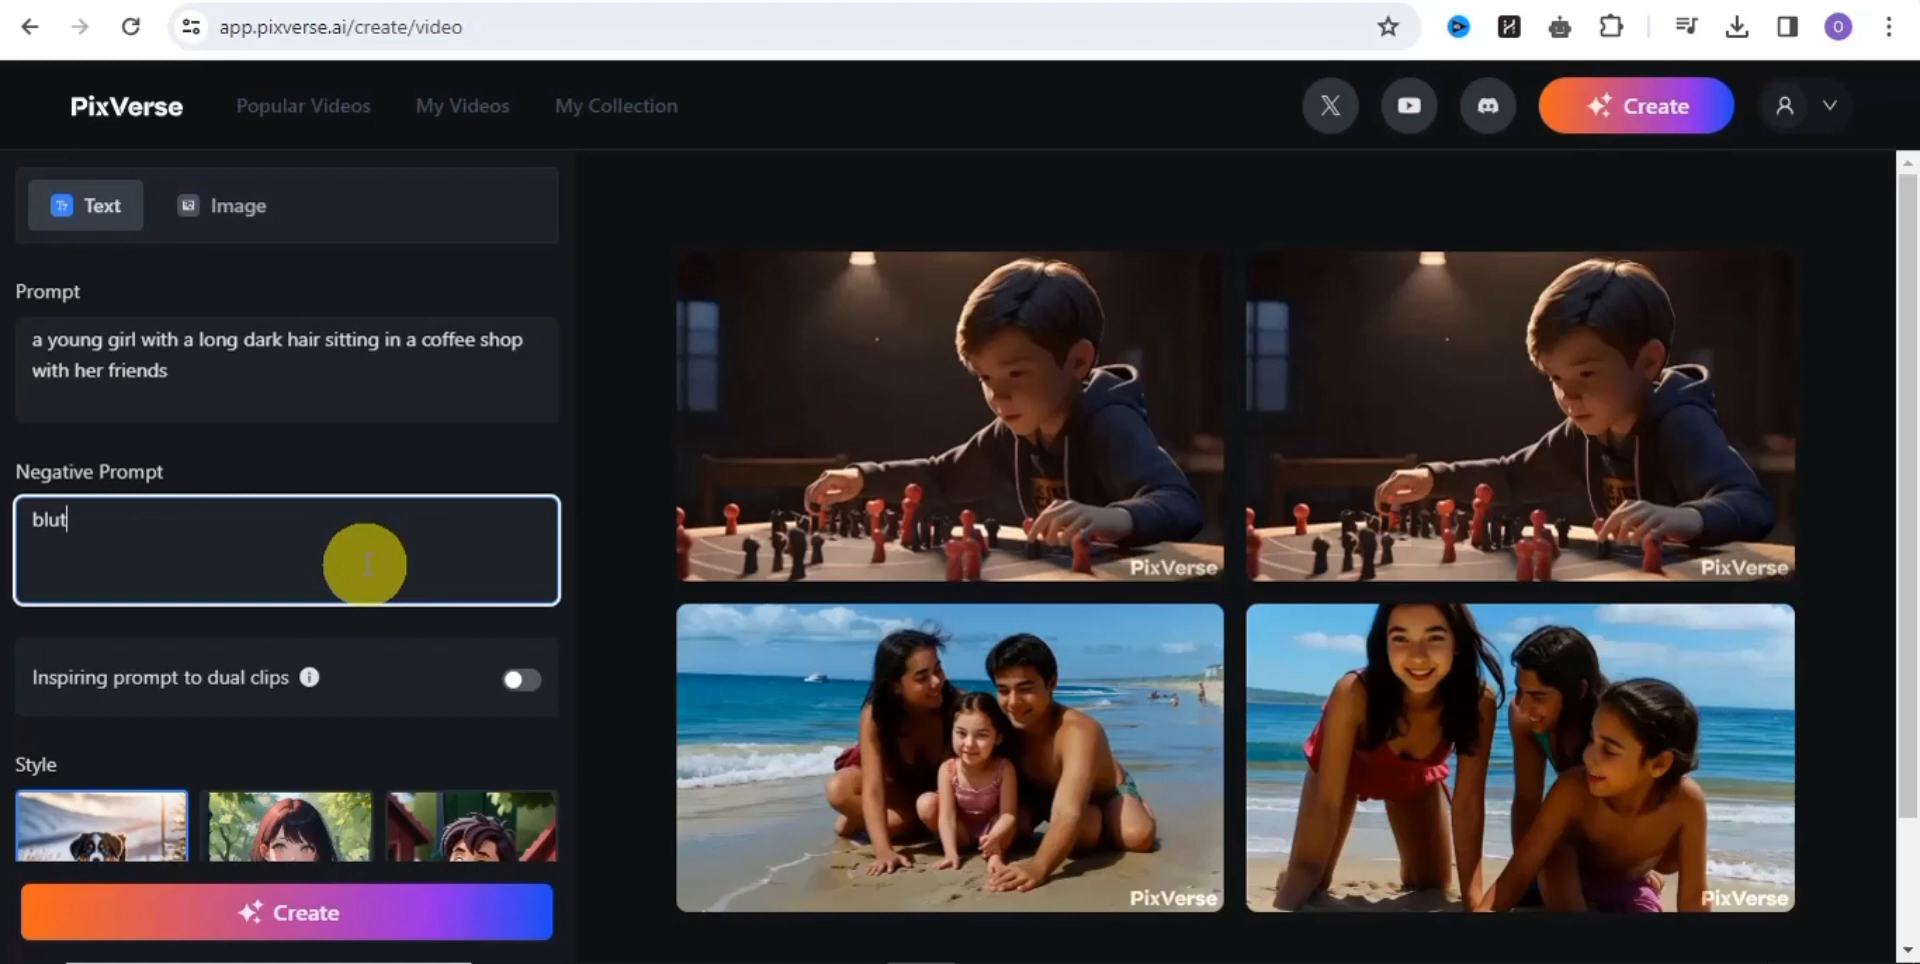 app.pixverse.ai/create/video
O
PixVerse
Popular Videos
My Videos
My Collection
Create
Text
Image
Prompt
a young girl with a long dark hair sitting in a coffee shop
with her friends
Negative Prompt
blut
Inspiring prompt to dual clips
Style
Create
PixVerse
PixVerse
PixVerse
PixVerse